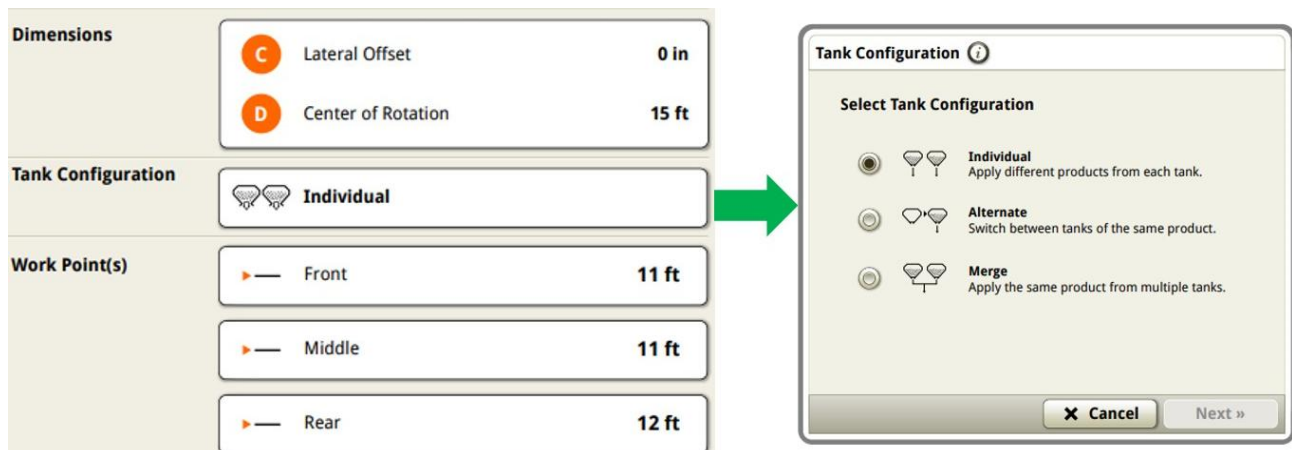 Dimensions
C Lateral Offset 0 in
D Center of Rotation 15 ft
Tank Configuration
Individual
Work Point(s)
Front 11 ft
Middle 11 ft
Rear 12 ft
Tank Configuration i
Select Tank Configuration
Individual
Apply different products from each tank.
Alternate
Switch between tanks of the same product.
Merge
Apply the same product from multiple tanks.
Cancel
Next »